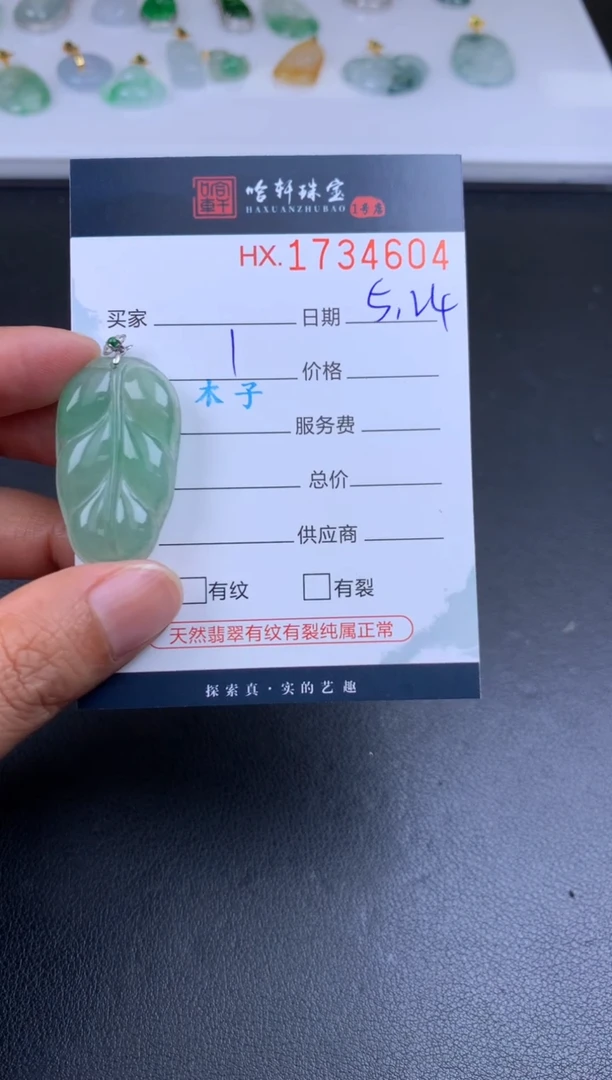 哈轩珠宝
HAXUANZHUBAO 1号店
HX.1734604
买家 日期 5.24
1 价格
木子
服务费
总价
供应商
有纹 有裂
天然翡翠有纹有裂纯属正常
探索真·实的艺趣